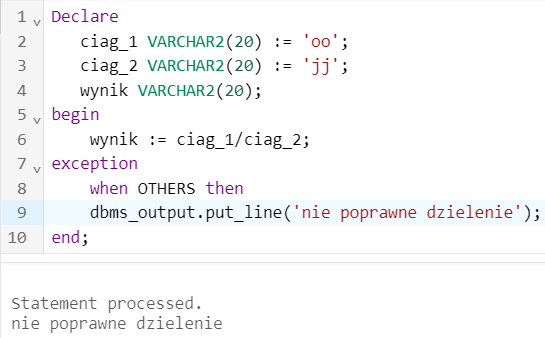 1 Declare
2 ciag_1 VARCHAR2(20) := 'oo';
3 ciag_2 VARCHAR2(20) := 'jj';
4 wynik VARCHAR2(20);
5 begin
6 wynik := ciag_1/ciag_2;
7 exception
8 when OTHERS then
9 dbms_output.put_line('nie poprawne dzielenie');
10 end;
Statement processed.
nie poprawne dzielenie